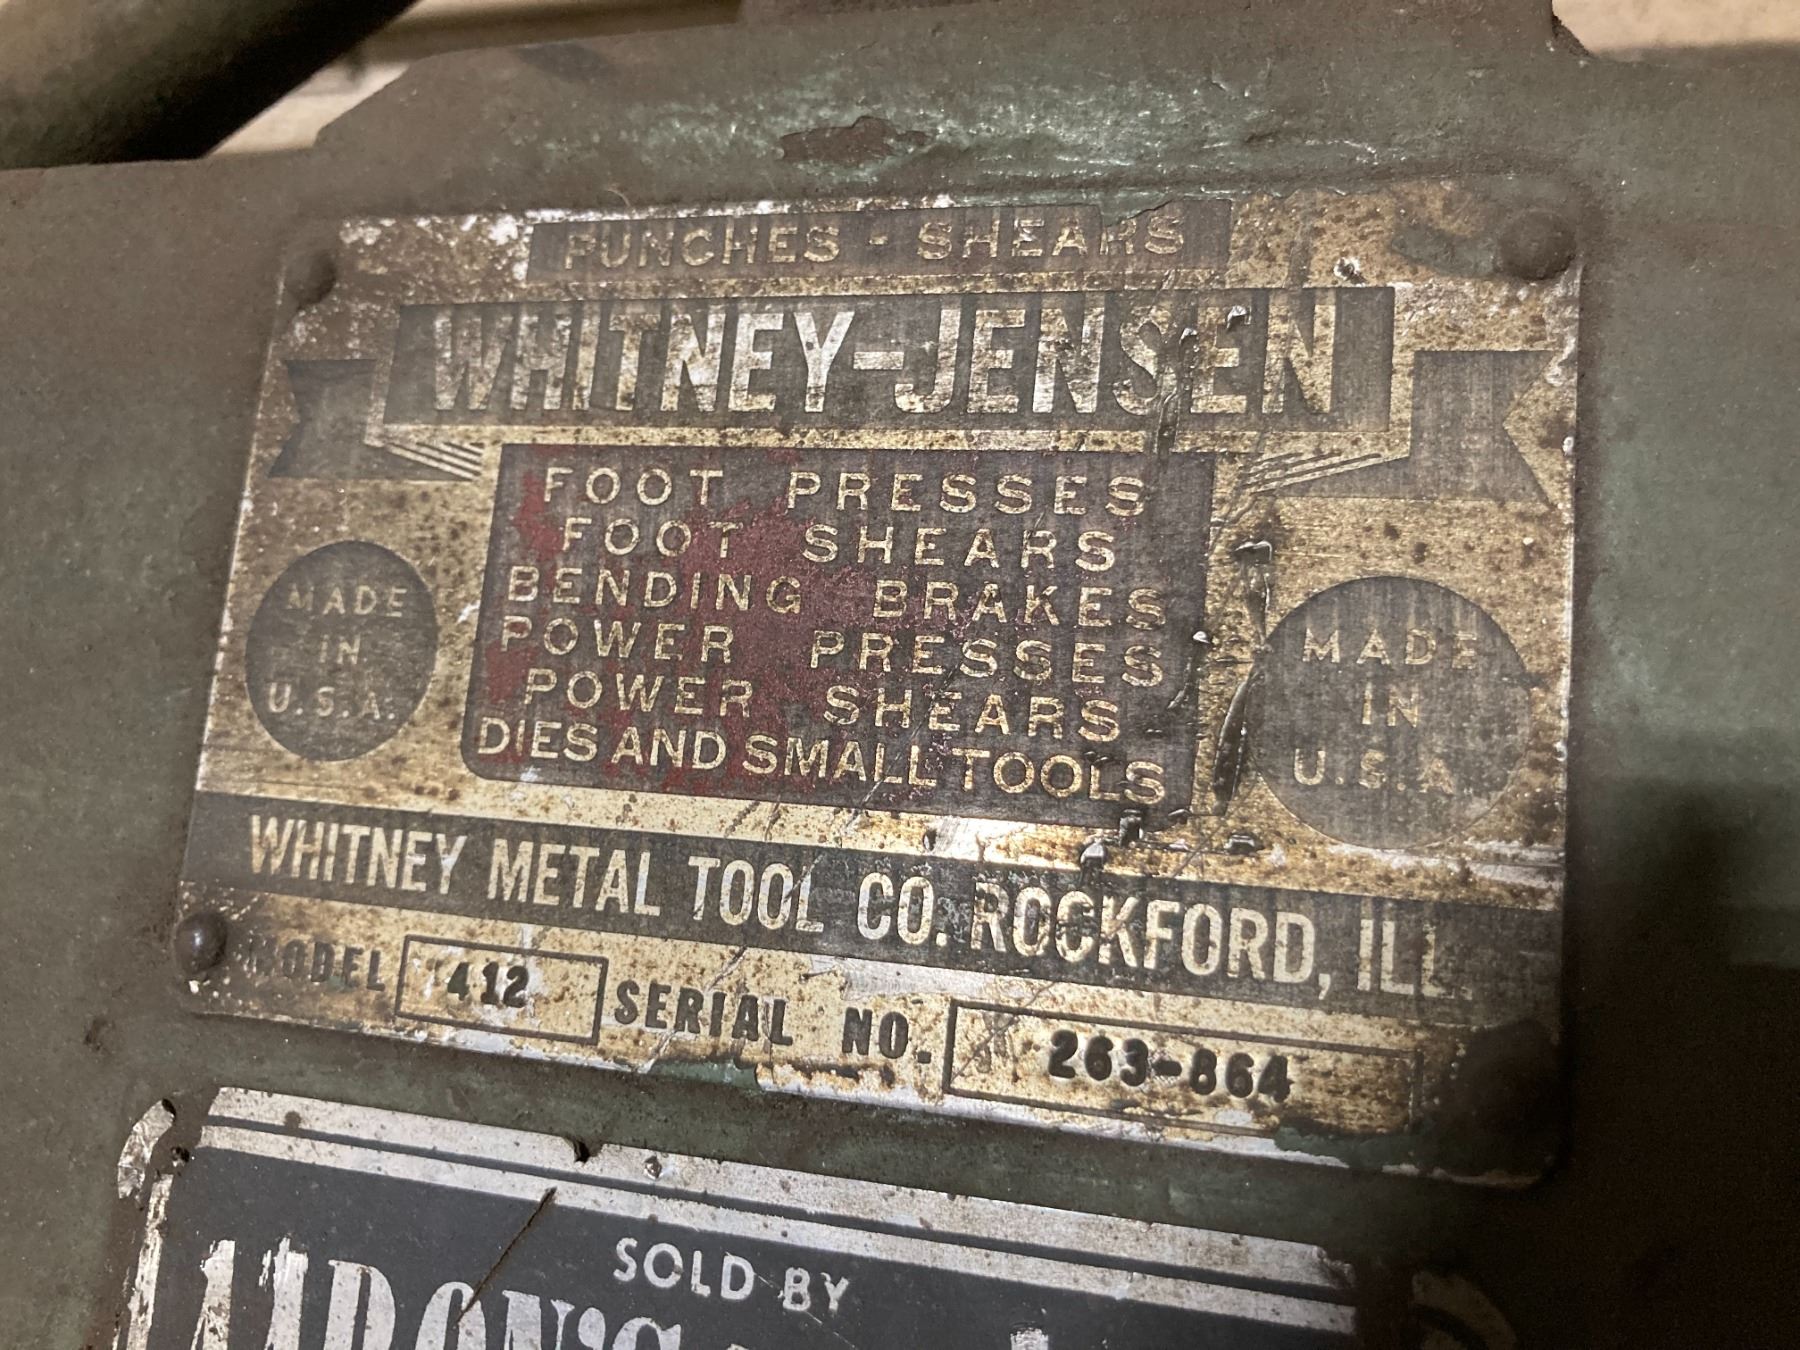 PUNCHES - SHEARS
WHITNEY-JENSEN
FOOT PRESSES
FOOT SHEARS
BENDING BRAKES
POWER PRESSES
POWER SHEARS
DIES AND SMALL TOOLS
MADE
IN
U.S.A.
MADE
IN
U.S.A.
WHITNEY METAL TOOL CO. ROCKFORD, ILL.
MODEL 412 SERIAL NO. 263-864
SOLD BY
AARON'S